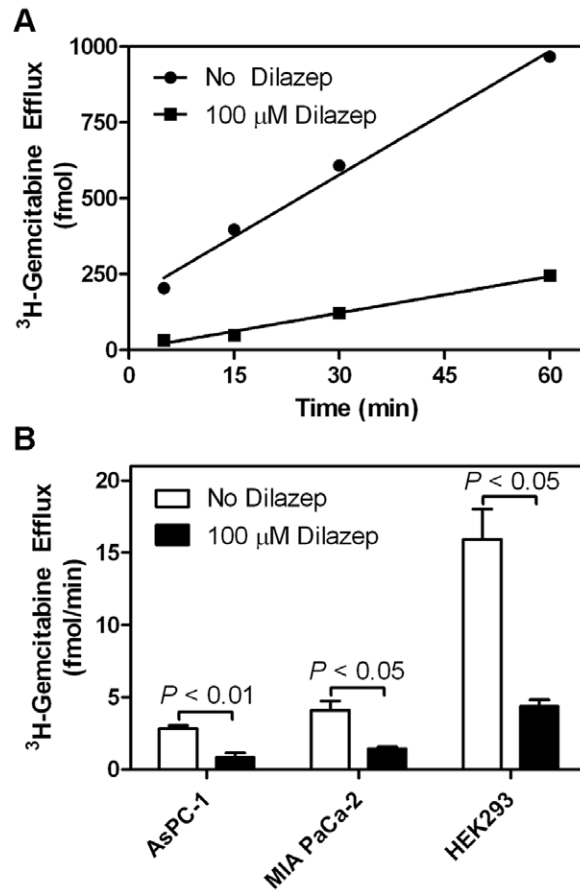 A
³H-Gemcitabine Efflux
(fmol)
1000
750
500
250
0
No Dilazep
100 μM Dilazep
0 15 30 45 60
Time (min)
B
³H-Gemcitabine Efflux
(fmol/min)
20
15
10
5
0
No Dilazep
100 μM Dilazep
P < 0.01
P < 0.05
P < 0.05
AsPC-1
MIA PaCa-2
HEK293